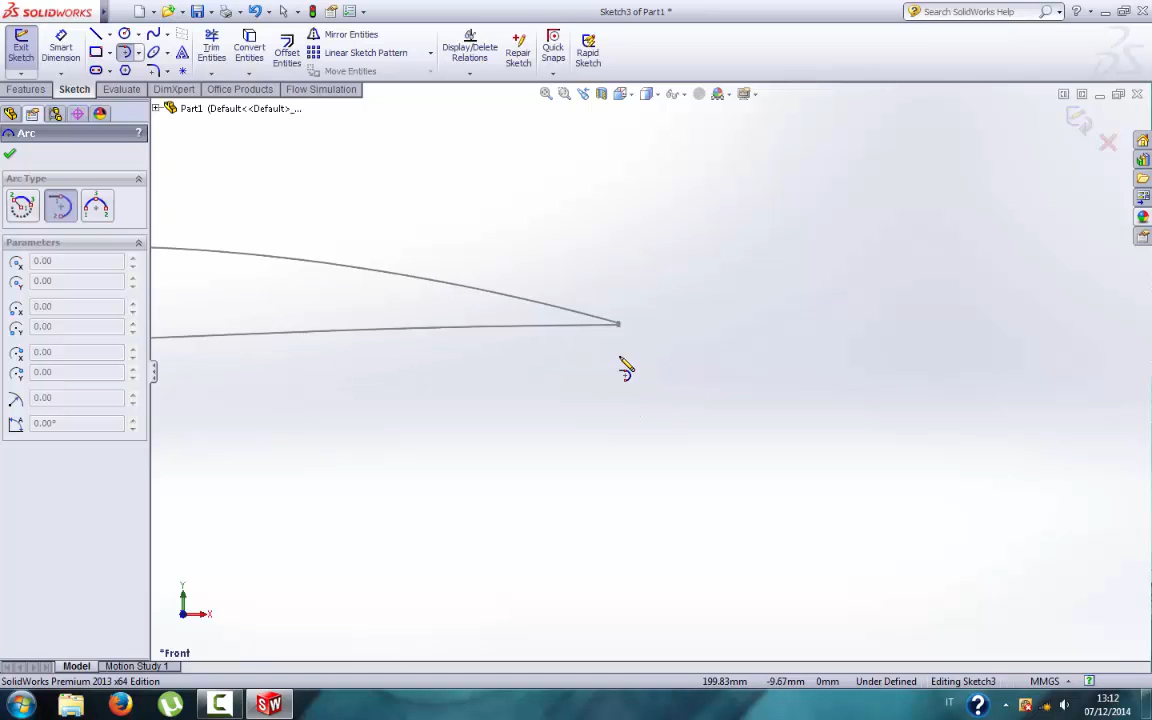 SOLIDWORKS
Sketch3 of Part1 *
Search SolidWorks Help
Exit Sketch
Smart Dimension
Trim Entities
Convert Entities
Offset Entities
Mirror Entities
Linear Sketch Pattern
Move Entities
Display/Delete Relations
Repair Sketch
Quick Snaps
Rapid Sketch
Features
Sketch
Evaluate
DimXpert
Office Products
Flow Simulation
Part1 (Default<<Default>_...
Arc
?
Arc Type
Parameters
0.00
0.00
0.00
0.00
0.00
0.00
0.00
0.00°
Y
X
*Front
Model
Motion Study 1
SolidWorks Premium 2013 x64 Edition
199.83mm
-9.67mm
0mm
Under Defined
Editing Sketch3
MMGS
IT
13:12
07/12/2014